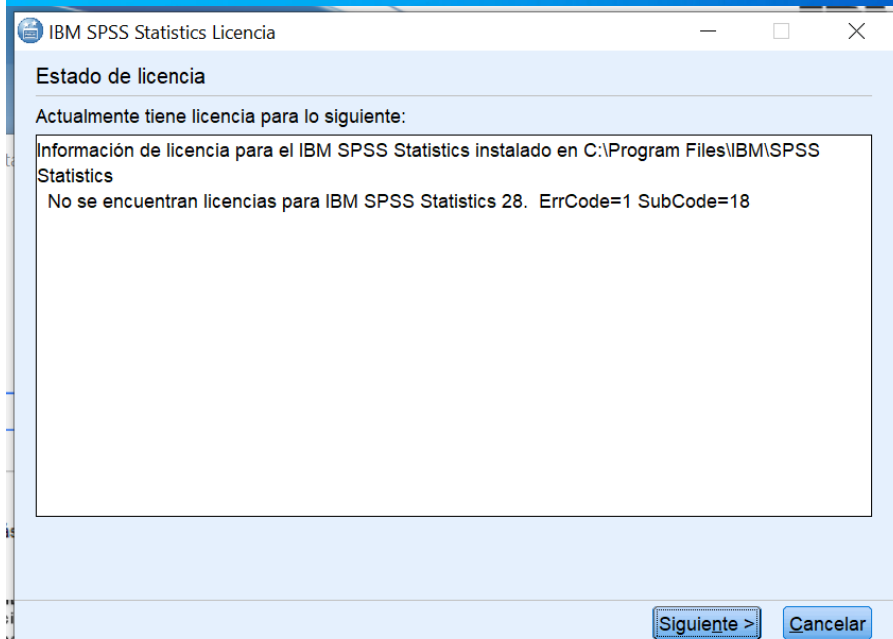 IBM SPSS Statistics Licencia
Estado de licencia
Actualmente tiene licencia para lo siguiente:
Información de licencia para el IBM SPSS Statistics instalado en C:\Program Files\IBM\SPSS
Statistics
No se encuentran licencias para IBM SPSS Statistics 28. ErrCode=1 SubCode=18
Siguiente >
Cancelar